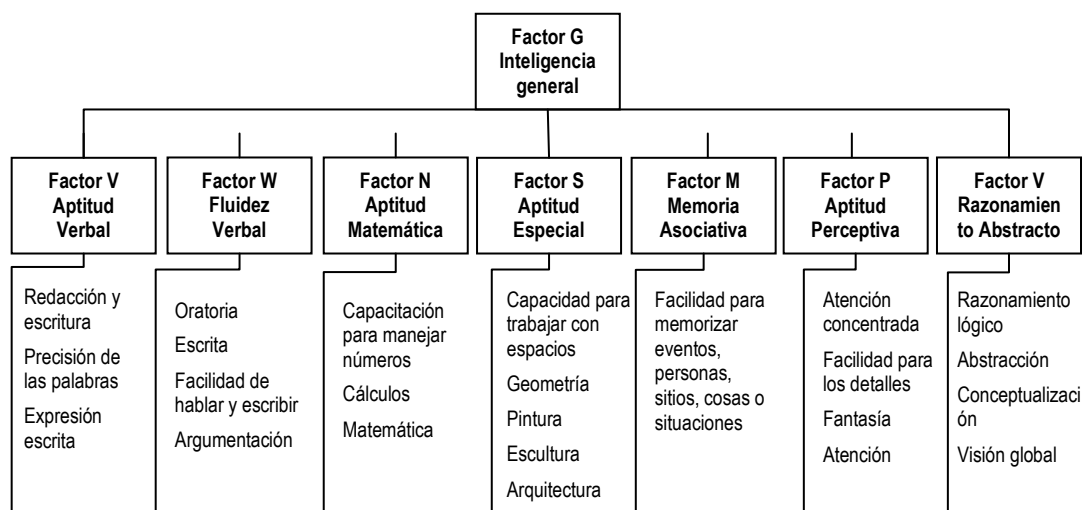 Factor G
Inteligencia
general
Factor V
Aptitud
Verbal
Factor W
Fluidez
Verbal
Factor N
Aptitud
Matemática
Factor S
Aptitud
Especial
Factor M
Memoria
Asociativa
Factor P
Aptitud
Perceptiva
Factor V
Razonamien
to Abstracto
Redacción y
escritura
Precisión de
las palabras
Expresión
escrita
Oratoria
Escrita
Facilidad de
hablar y escribir
Argumentación
Capacitación
para manejar
números
Cálculos
Matemática
Capacidad para
trabajar con
espacios
Geometría
Pintura
Escultura
Arquitectura
Facilidad para
memorizar
eventos,
personas,
sitios, cosas o
situaciones
Atención
concentrada
Facilidad para
los detalles
Fantasía
Atención
Razonamiento
lógico
Abstracción
Conceptualizaci
ón
Visión global